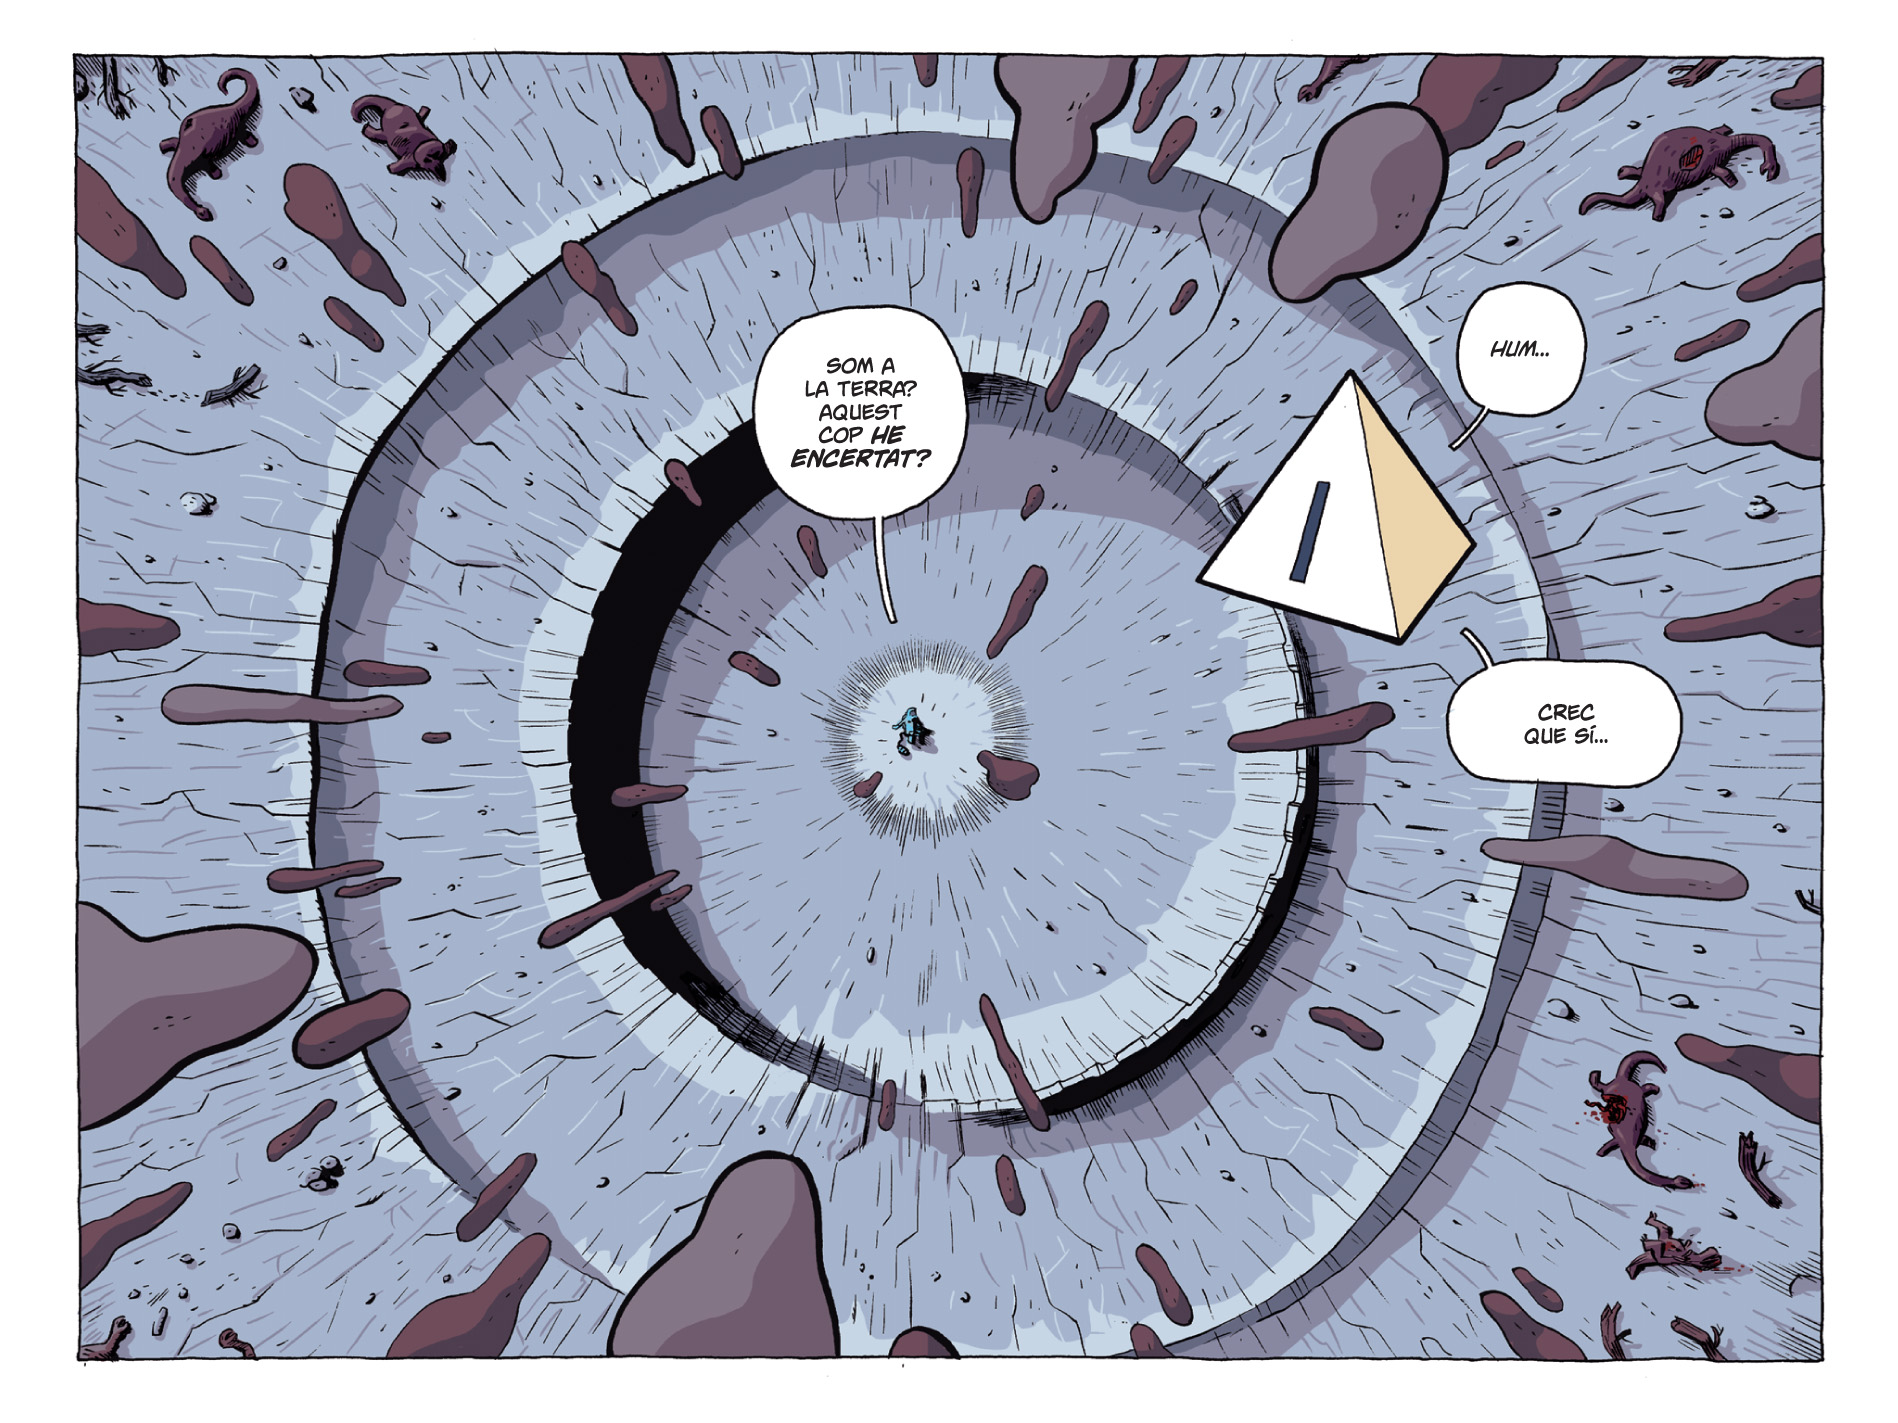 SOM A
LA TERRA?
AQUEST
COP HE
ENCERTAT?
HUM...
CREC
QUE SÍ...